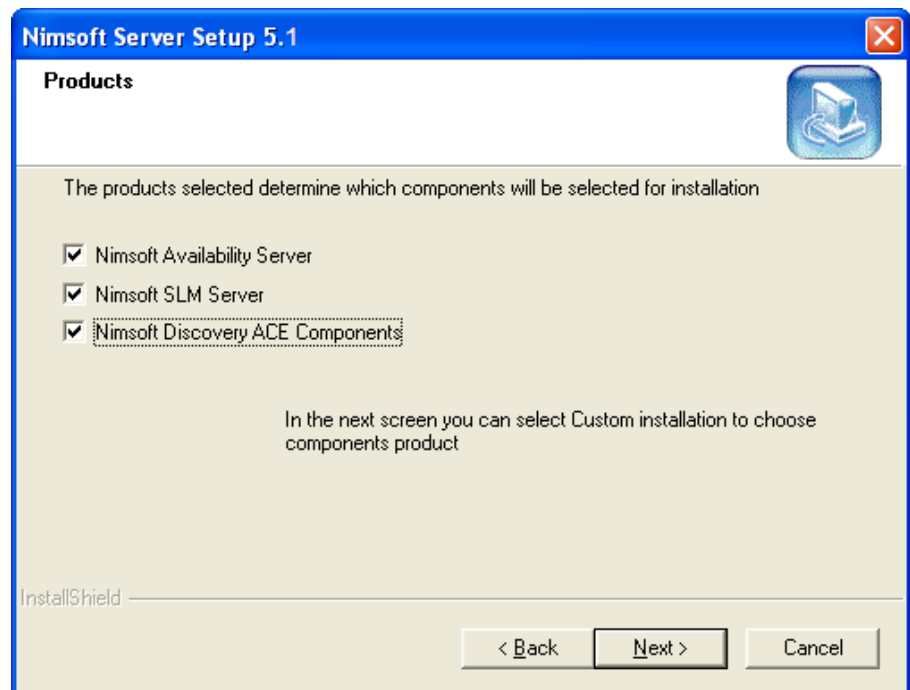 Nimsoft Server Setup 5.1
Products
The products selected determine which components will be selected for installation
Nimsoft Availability Server
Nimsoft SLM Server
Nimsoft Discovery ACE Components
In the next screen you can select Custom installation to choose
components product
InstallShield
< Back
Next >
Cancel